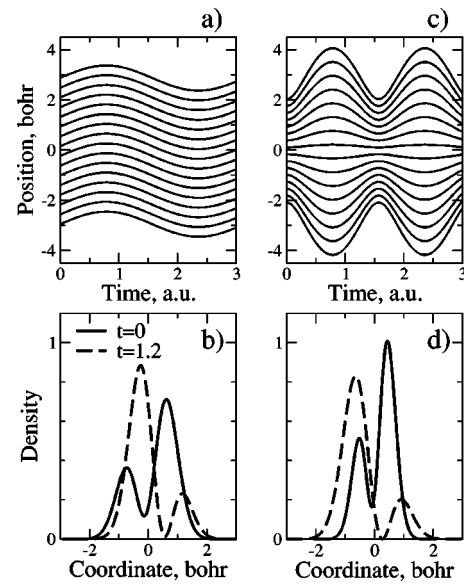 a)
c)
Position, bohr
4
2
0
-2
-4
0 1 2 3
Time, a.u.
0 1 2 3
Time, a.u.
b)
d)
t=0
t=1.2
Density
1
0
1
0
-2 0 2
Coordinate, bohr
-2 0 2
Coordinate, bohr